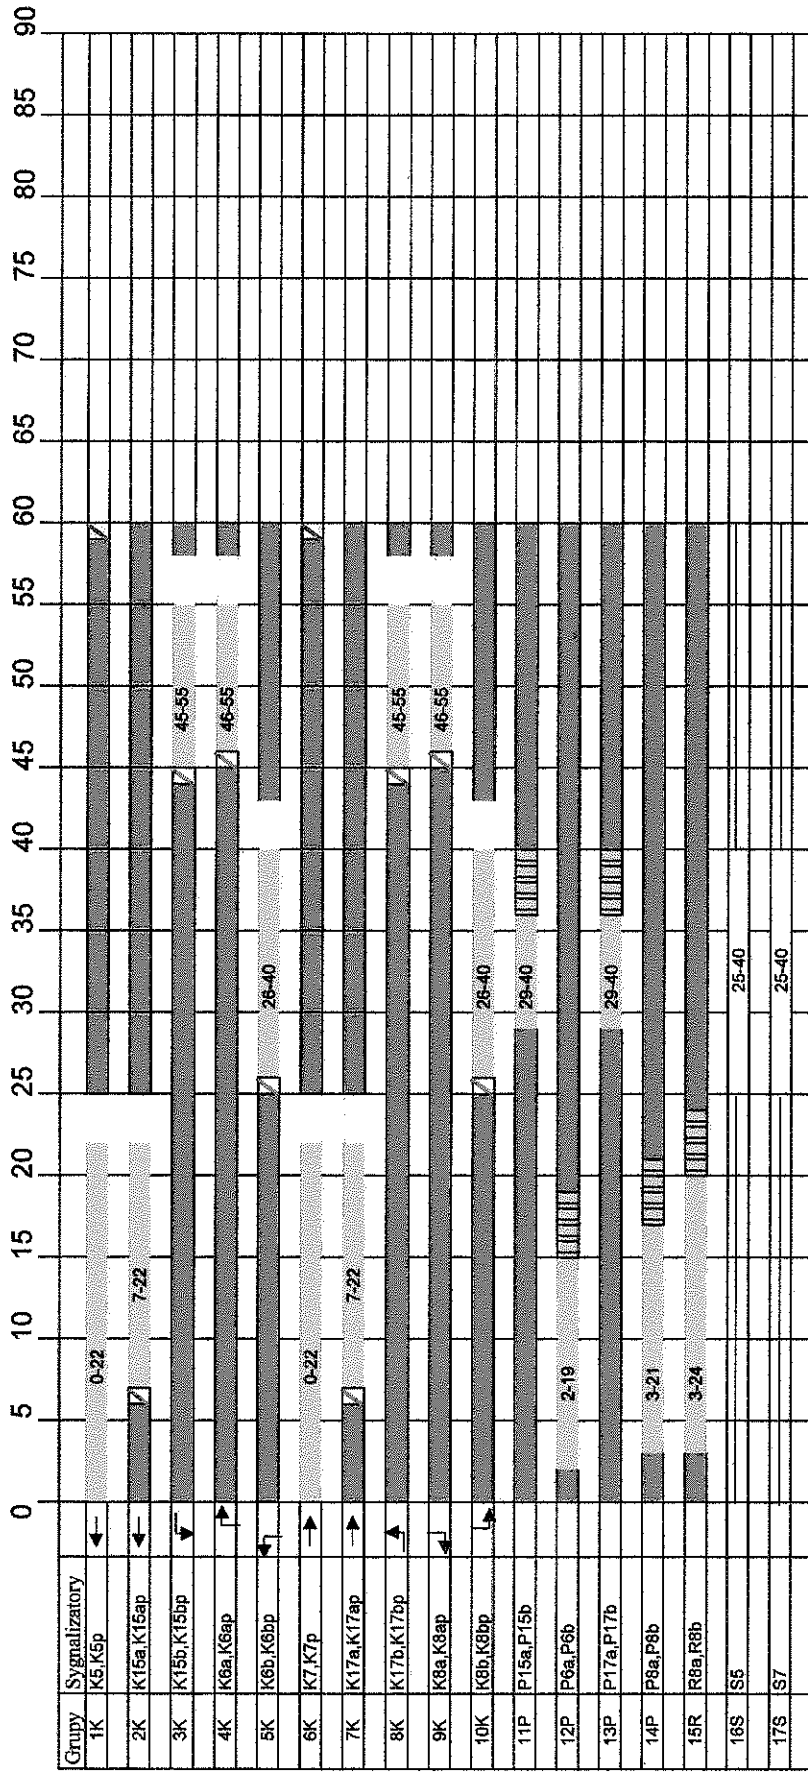 0 5 10 15 20 25 30 35 40 45 50 55 60 65 70 75 80 85 90
Grupy Sygnalizatory
1K K5,K5p 0-22
2K K15a,K15ap 7-22
3K K15b,K15bp 45-55
4K K6a,K6ap 46-55
5K K6b,K6bp 26-40
6K K7,K7p 0-22
7K K17a,K17ap 7-22
8K K17b,K17bp 45-55
9K K8a,K8ap 46-55
10K K8b,K8bp 26-40
11P P15a,P15b 29-40
12P P6a,P6b 2-19
13P P17a,P17b 29-40
14P P8a,P8b 3-21
15R R8a,R8b 3-24
16S S5 25-40
17S S7 25-40